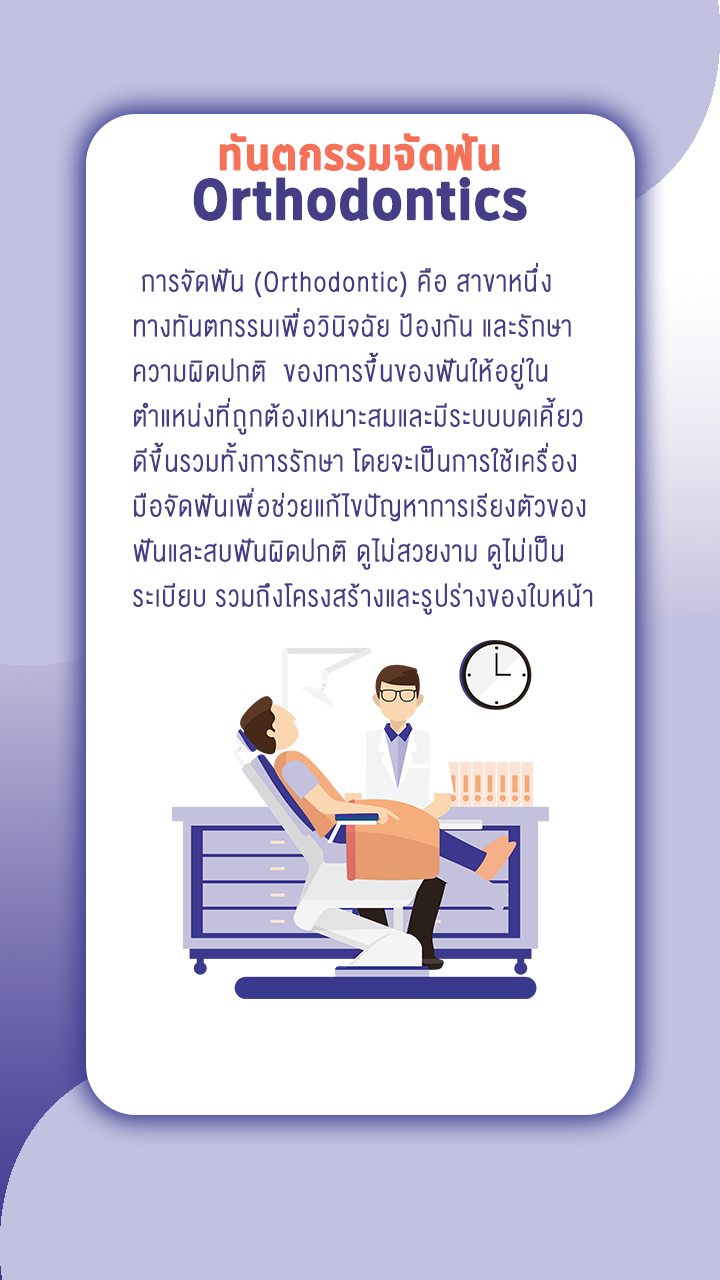 ทันตกรรมจัดฟัน
Orthodontics
การจัดฟัน (Orthodontic) คือ สาขาหนึ่ง
ทางทันตกรรมเพื่อวินิจฉัย ป้องกัน และรักษา
ความผิดปกติ ของการขึ้นของฟันให้อยู่ใน
ตำแหน่งที่ถูกต้องเหมาะสมและมีระบบบดเคี้ยว
ดีขึ้นรวมทั้งการรักษา โดยจะเป็นการใช้เครื่อง
มือจัดฟันเพื่อช่วยแก้ไขปัญหาการเรียงตัวของ
ฟันและสบฟันผิดปกติ ดูไม่สวยงาม ดูไม่เป็น
ระเบียบ รวมถึงโครงสร้างและรูปร่างของใบหน้า